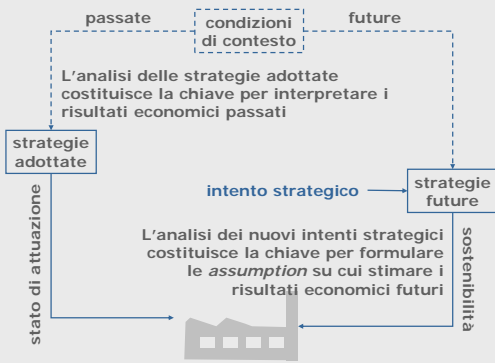 passate
condizioni
di contesto
future
L'analisi delle strategie adottate
costituisce la chiave per interpretare i
risultati economici passati
strategie
adottate
intento strategico
strategie
future
stato di attuazione
L'analisi dei nuovi intenti strategici
costituisce la chiave per formulare
le assumption su cui stimare i
risultati economici futuri
sostenibilità